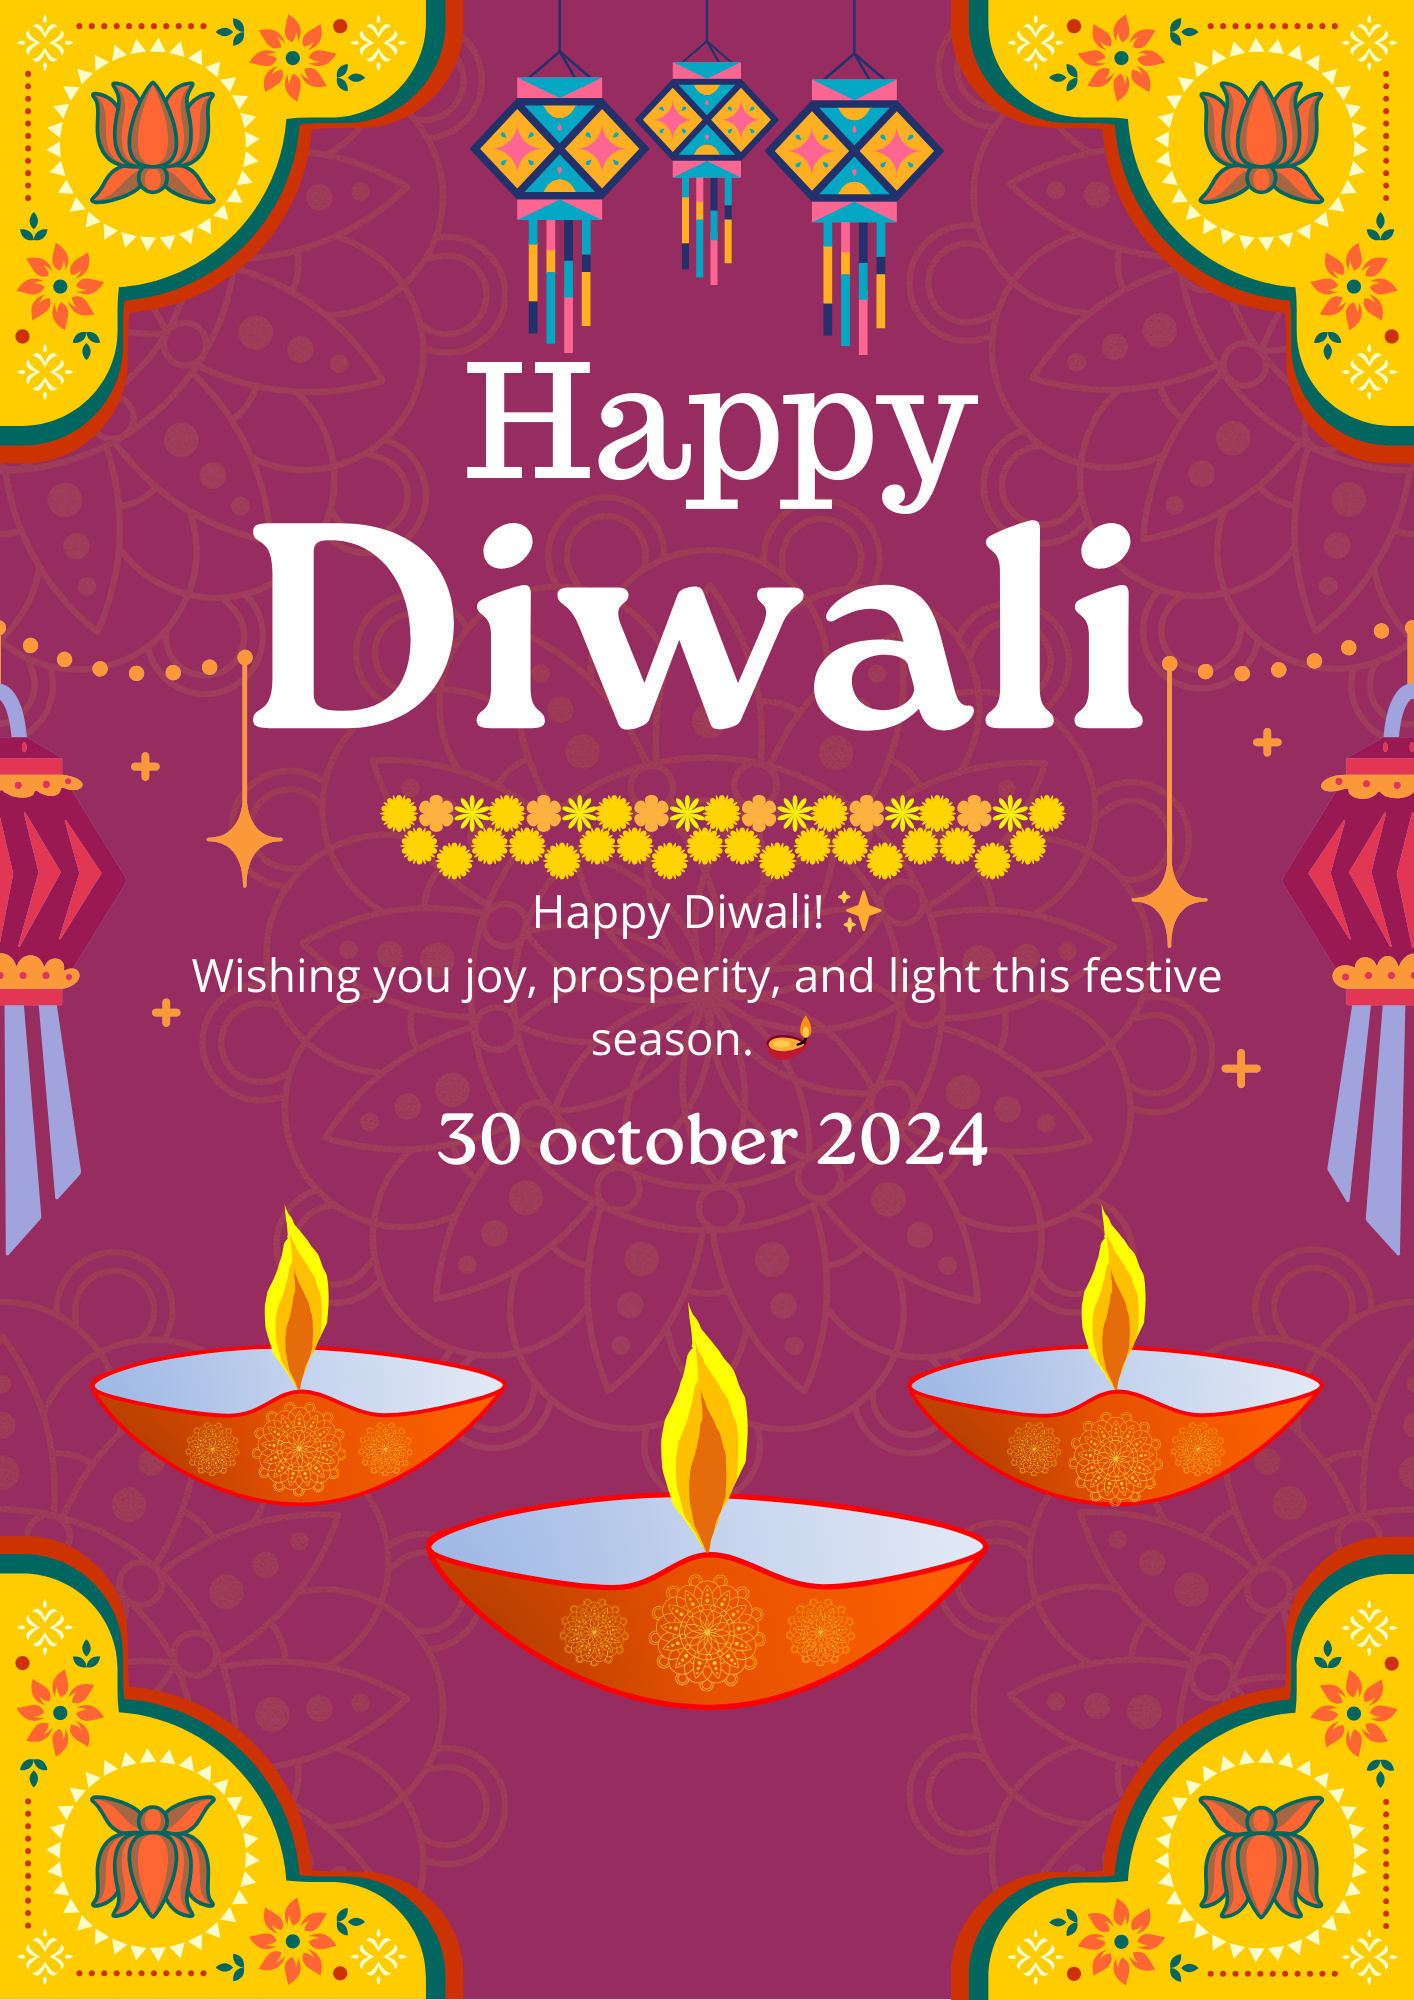 Happy
Diwali
Happy Diwali! ✨
Wishing you joy, prosperity, and light this festive
season. 🪔
30 october 2024